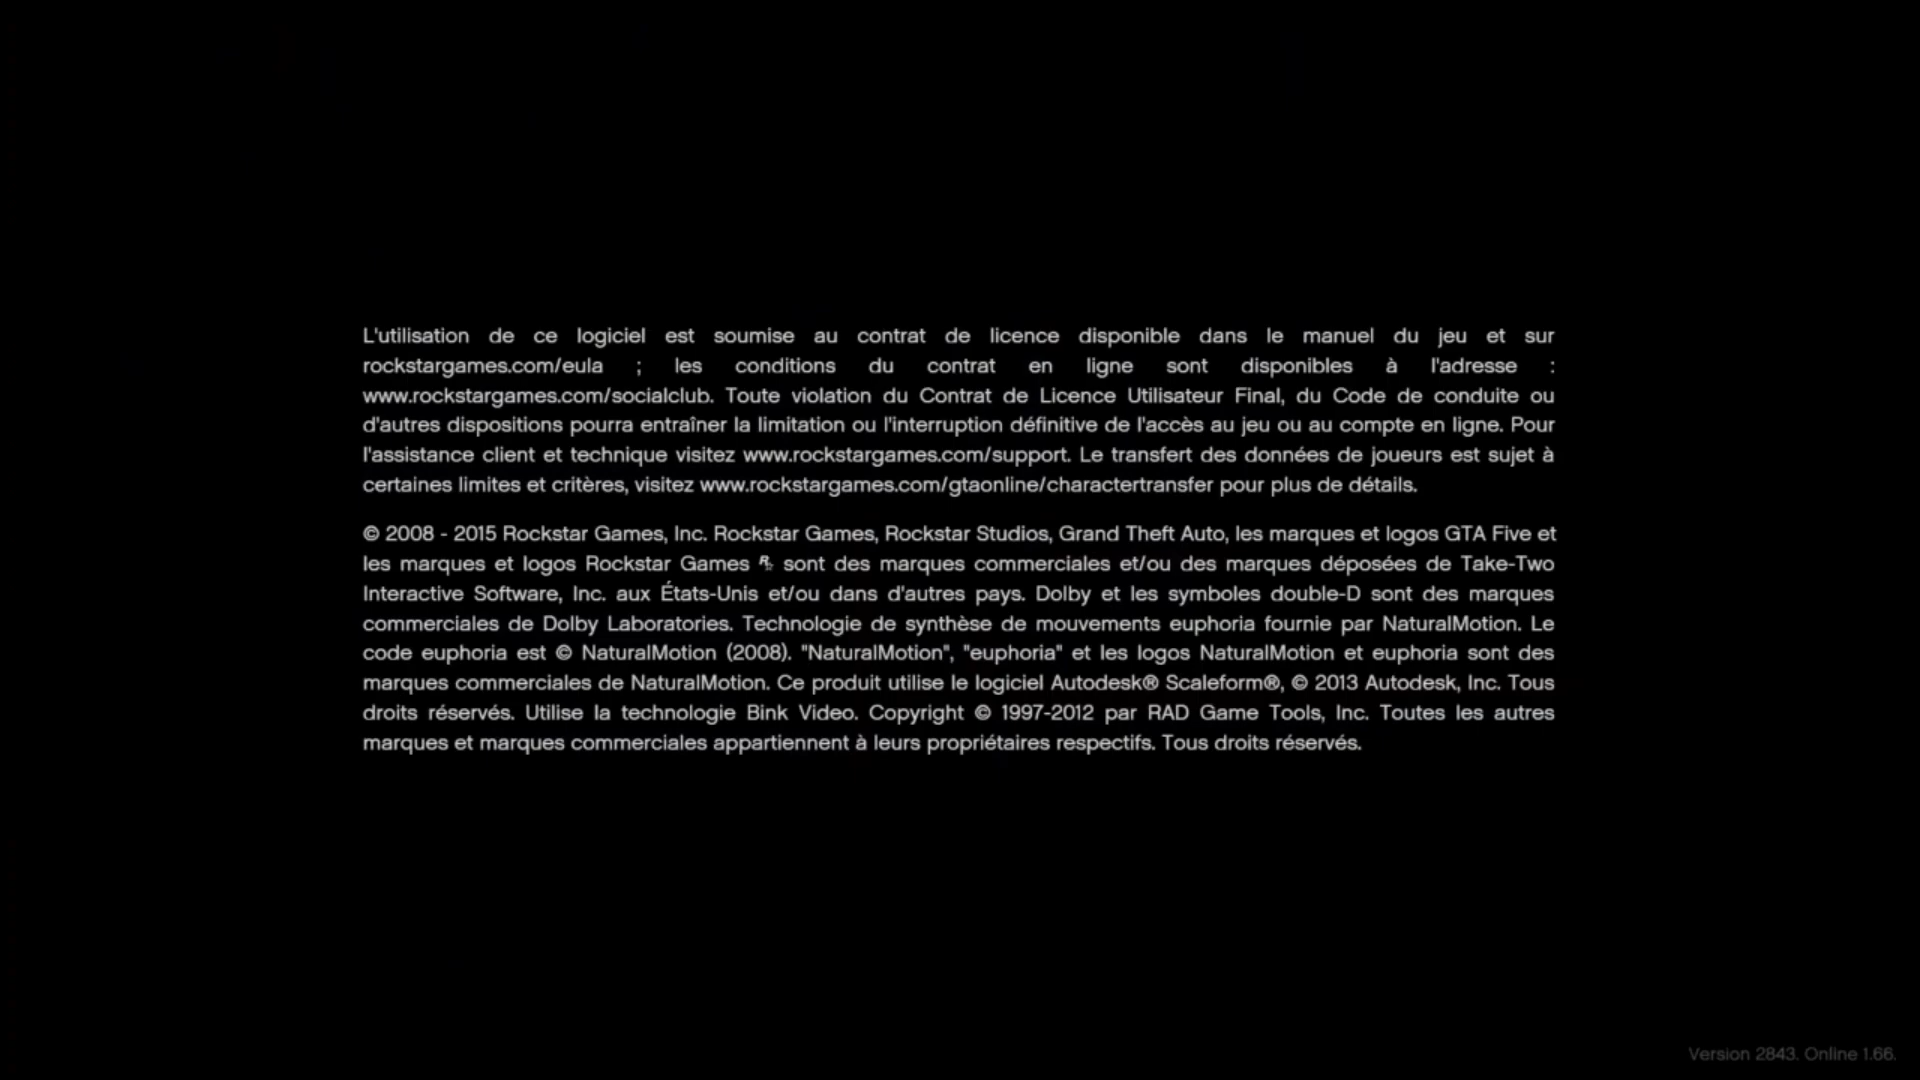 L'utilisation de ce logiciel est soumise au contrat de licence disponible dans le manuel du jeu et sur
rockstargames.com/eula ; les conditions du contrat en ligne sont disponibles à l'adresse :
www.rockstargames.com/socialclub. Toute violation du Contrat de Licence Utilisateur Final, du Code de conduite ou
d'autres dispositions pourra entraîner la limitation ou l'interruption définitive de l'accès au jeu ou au compte en ligne. Pour
l'assistance client et technique visitez www.rockstargames.com/support. Le transfert des données de joueurs est sujet à
certaines limites et critères, visitez www.rockstargames.com/gtaonline/charactertransfer pour plus de détails.
© 2008 - 2015 Rockstar Games, Inc. Rockstar Games, Rockstar Studios, Grand Theft Auto, les marques et logos GTA Five et
les marques et logos Rockstar Games R* sont des marques commerciales et/ou des marques déposées de Take-Two
Interactive Software, Inc. aux États-Unis et/ou dans d'autres pays. Dolby et les symboles double-D sont des marques
commerciales de Dolby Laboratories. Technologie de synthèse de mouvements euphoria fournie par NaturalMotion. Le
code euphoria est © NaturalMotion (2008). "NaturalMotion", "euphoria" et les logos NaturalMotion et euphoria sont des
marques commerciales de NaturalMotion. Ce produit utilise le logiciel Autodesk® Scaleform®, © 2013 Autodesk, Inc. Tous
droits réservés. Utilise la technologie Bink Video. Copyright © 1997-2012 par RAD Game Tools, Inc. Toutes les autres
marques et marques commerciales appartiennent à leurs propriétaires respectifs. Tous droits réservés.
Version 2843. Online 1.66.